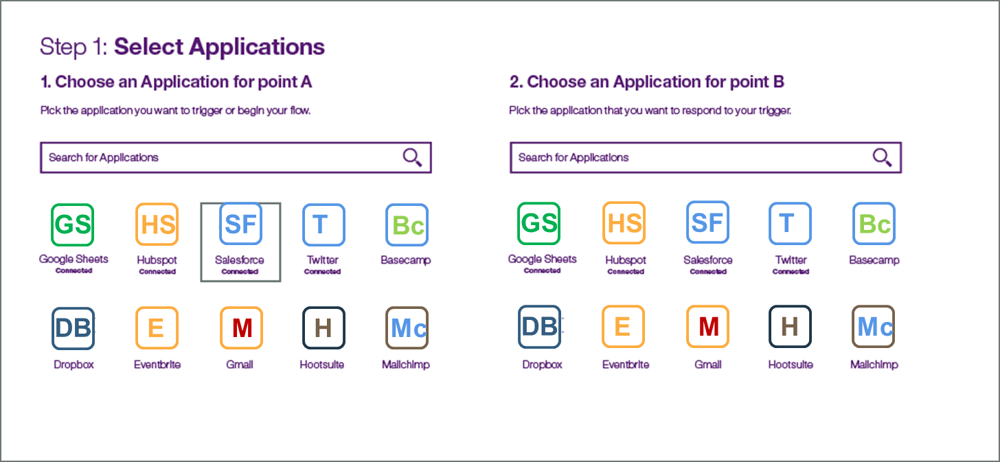 Step 1: Select Applications
1. Choose an Application for point A
Pick the application you want to trigger or begin your flow.
Search for Applications
GS HS SF T Bc
Google Sheets Hubspot Salesforce Twitter Basecamp
Connected Connected Connected Connected
DB E M H Mc
Dropbox Eventbrite Gmail Hootsuite Mailchimp
2. Choose an Application for point B
Pick the application that you want to respond to your trigger.
Search for Applications
GS HS SF T Bc
Google Sheets Hubspot Salesforce Twitter Basecamp
Connected Connected Connected Connected
DB E M H Mc
Dropbox Eventbrite Gmail Hootsuite Mailchimp